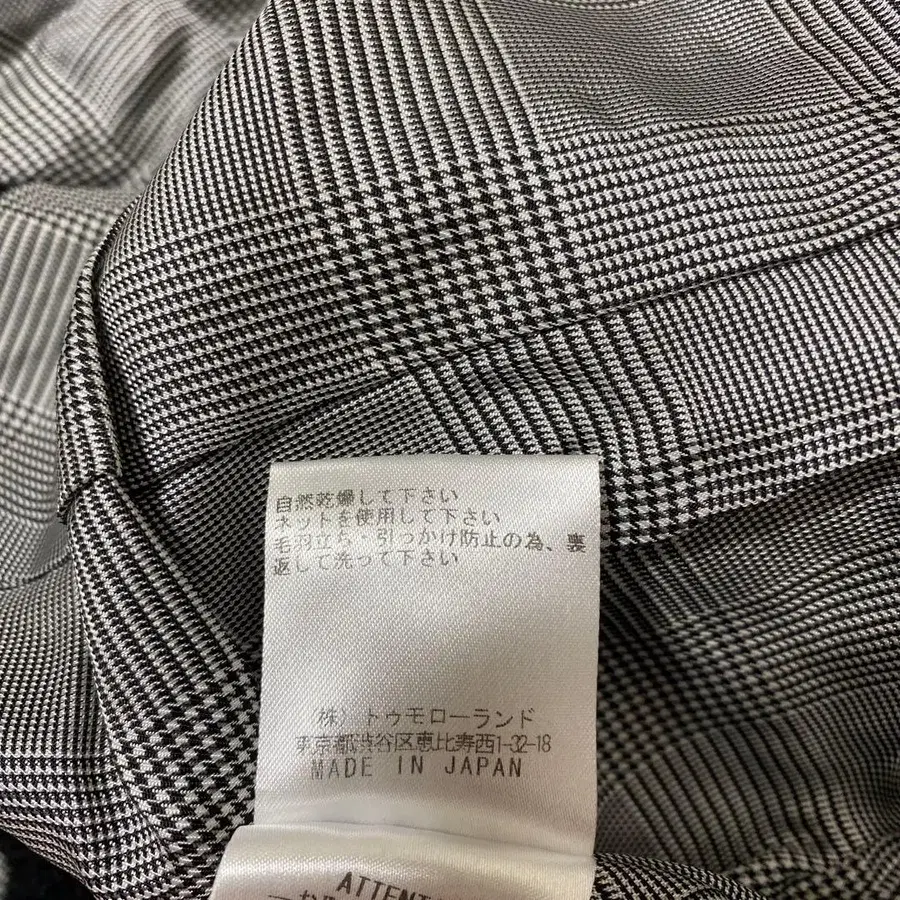 自然乾燥して下さい
ネットを使用して下さい
毛羽立ち・引っかけ防止の為、裏
返して洗って下さい
㈱）トゥモローランド
東京都渋谷区恵比寿西1-32-18
MADE IN JAPAN
ATTENT